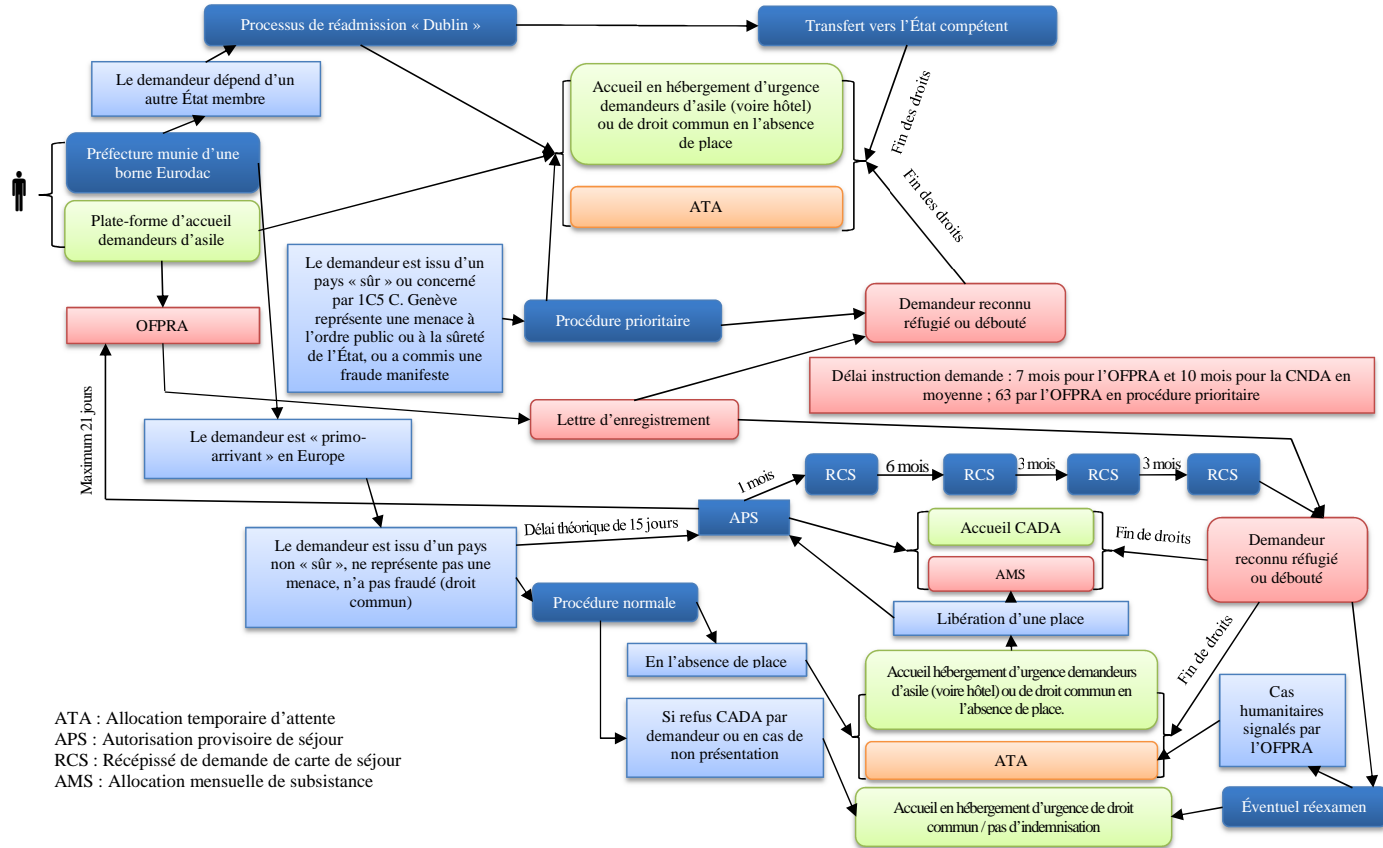 Processus de réadmission « Dublin »
Transfert vers l’État compétent
Le demandeur dépend d’un
autre État membre
Accueil en hébergement d’urgence
demandeurs d’asile (voire hôtel)
ou de droit commun en l’absence
de place
Fin des droits
Préfecture munie d’une
borne Eurodac
Plate-forme d’accueil
demandeurs d’asile
ATA
Fin des droits
Le demandeur est issu d’un
pays « sûr » ou concerné
par 1C5 C. Genève
représente une menace à
l’ordre public ou à la sûreté
de l’État, ou a commis une
fraude manifeste
Procédure prioritaire
Demandeur reconnu
réfugié ou débouté
OFPRA
Délai instruction demande : 7 mois pour l’OFPRA et 10 mois pour la CNDA en
moyenne ; 63 par l’OFPRA en procédure prioritaire
Lettre d’enregistrement
Maximum 21 jours
Le demandeur est « primo-
arrivant » en Europe
1 mois
RCS
6 mois
RCS
3 mois
RCS
3 mois
RCS
APS
Délai théorique de 15 jours
Accueil CADA
AMS
Fin de droits
Demandeur
reconnu réfugié
ou débouté
Le demandeur est issu d’un pays
non « sûr », ne représente pas une
menace, n’a pas fraudé (droit
commun)
Procédure normale
Libération d’une place
En l’absence de place
Accueil hébergement d’urgence demandeurs
d’asile (voire hôtel) ou de droit commun en
l’absence de place.
Fin de droits
Cas
humanitaires
signalés par
l’OFPRA
Si refus CADA par
demandeur ou en cas de
non présentation
ATA
Accueil en hébergement d’urgence de droit
commun / pas d’indemnisation
Éventuel réexamen
ATA : Allocation temporaire d’attente
APS : Autorisation provisoire de séjour
RCS : Récépissé de demande de carte de séjour
AMS : Allocation mensuelle de subsistance